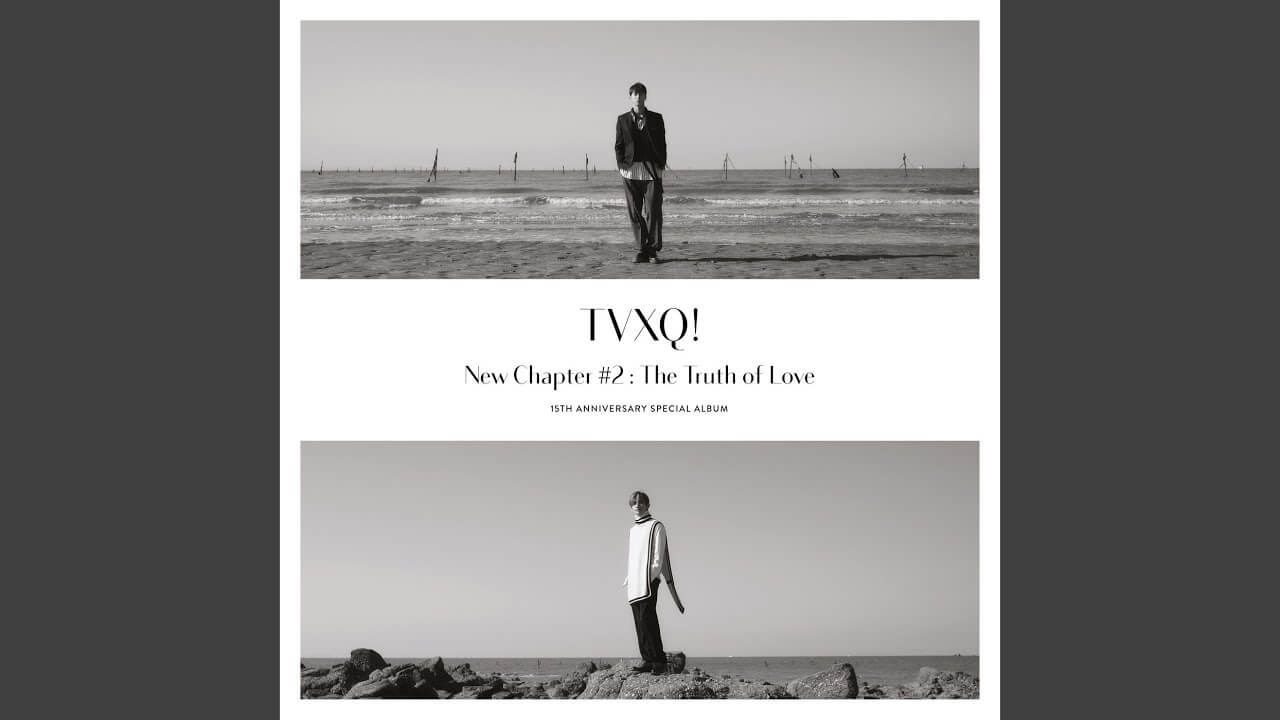 TVXQ!
New Chapter #2 : The Truth of Love
15TH ANNIVERSARY SPECIAL ALBUM